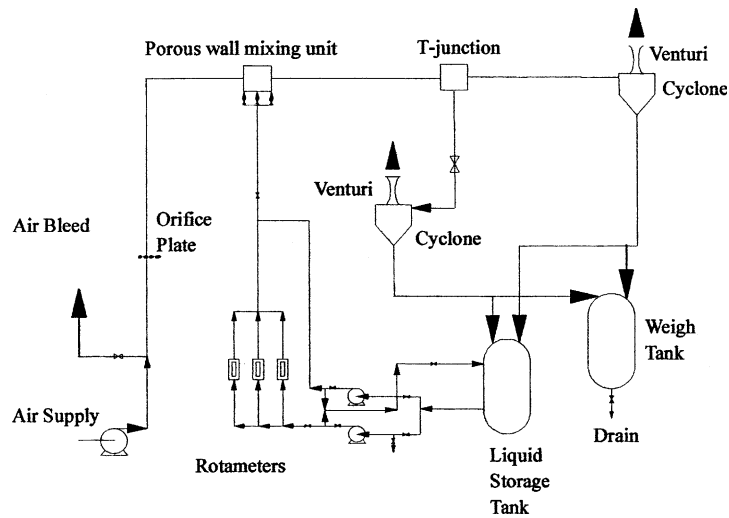 Porous wall mixing unit
T-junction
Venturi
Cyclone
Venturi
Cyclone
Air Bleed
Orifice
Plate
Weigh
Tank
Air Supply
Drain
Rotameters
Liquid
Storage
Tank